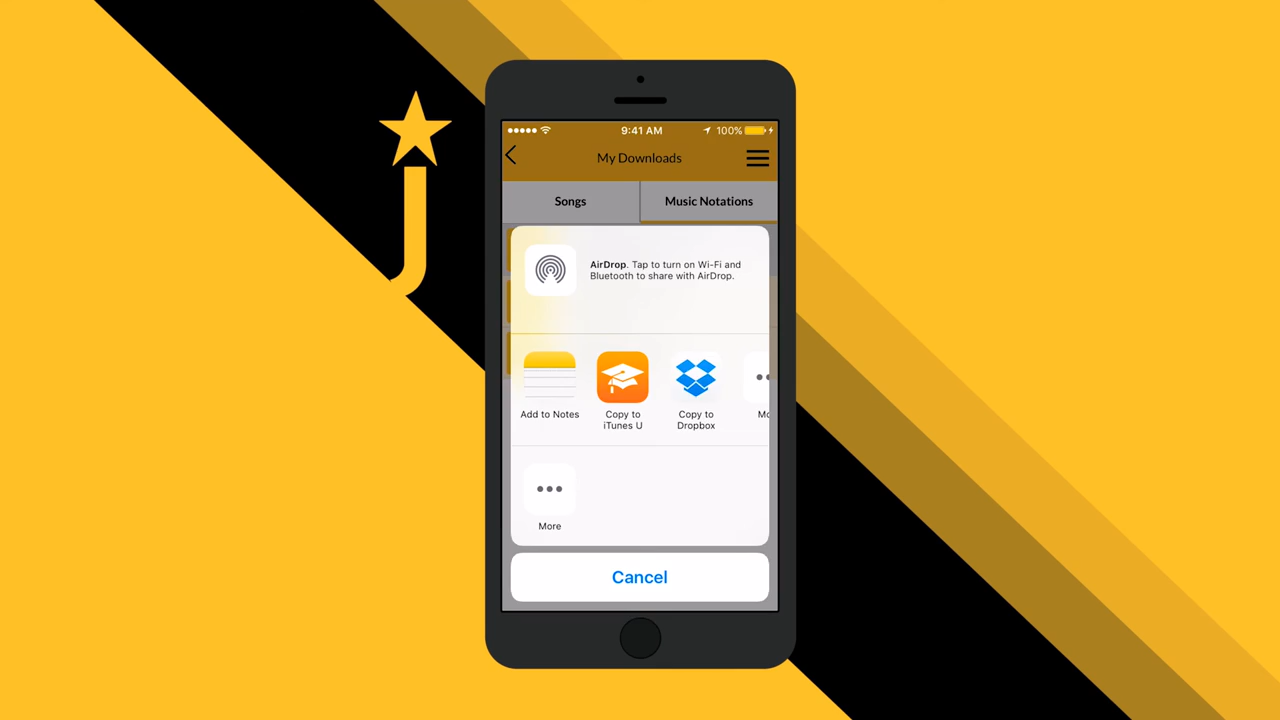 9:41 AM
100%
My Downloads
Songs
Music Notations
AirDrop. Tap to turn on Wi-Fi and
Bluetooth to share with AirDrop.
Add to Notes
Copy to
iTunes U
Copy to
Dropbox
Mo
More
Cancel